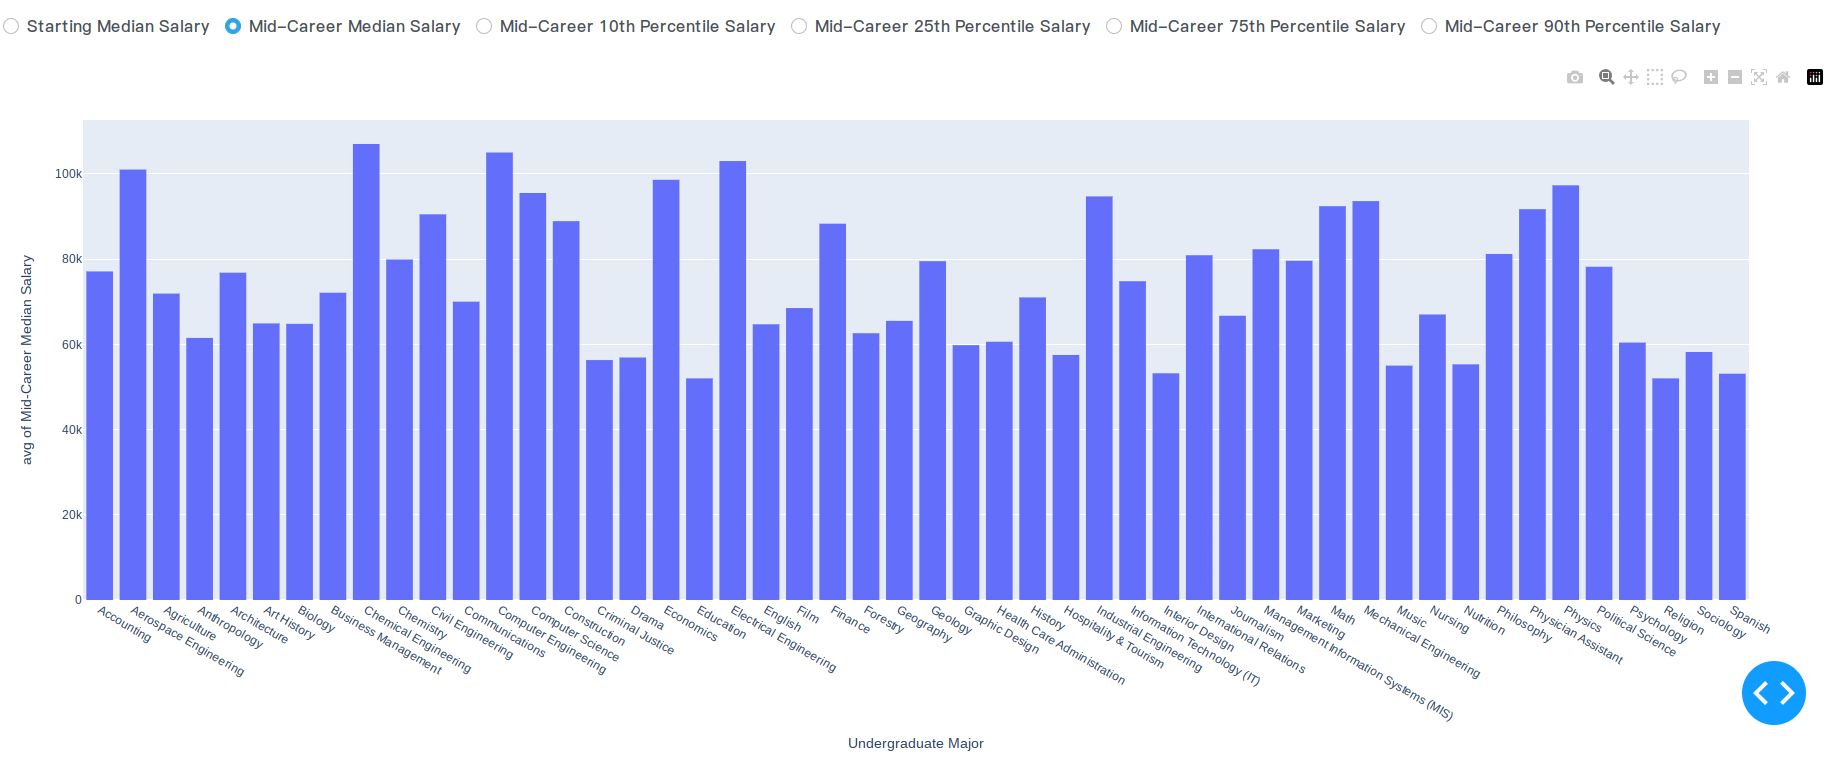 Starting Median Salary Mid-Career Median Salary Mid-Career 10th Percentile Salary Mid-Career 25th Percentile Salary Mid-Career 75th Percentile Salary Mid-Career 90th Percentile Salary
100k
80k
60k
40k
20k
0
avg of Mid-Career Median Salary
Accounting
Aerospace Engineering
Agriculture
Anthropology
Architecture
Art History
Biology
Business Management
Chemical Engineering
Chemistry
Civil Engineering
Communications
Computer Engineering
Computer Science
Construction
Criminal Justice
Drama
Economics
Education
Electrical Engineering
English
Film
Finance
Forestry
Geography
Geology
Graphic Design
Health Care Administration
History
Hospitality & Tourism
Industrial Engineering
Information Technology (IT)
Interior Design
International Relations
Journalism
Management Information Systems (MIS)
Marketing
Math
Mechanical Engineering
Music
Nursing
Nutrition
Philosophy
Physician Assistant
Physics
Political Science
Psychology
Religion
Sociology
Spanish
Undergraduate Major